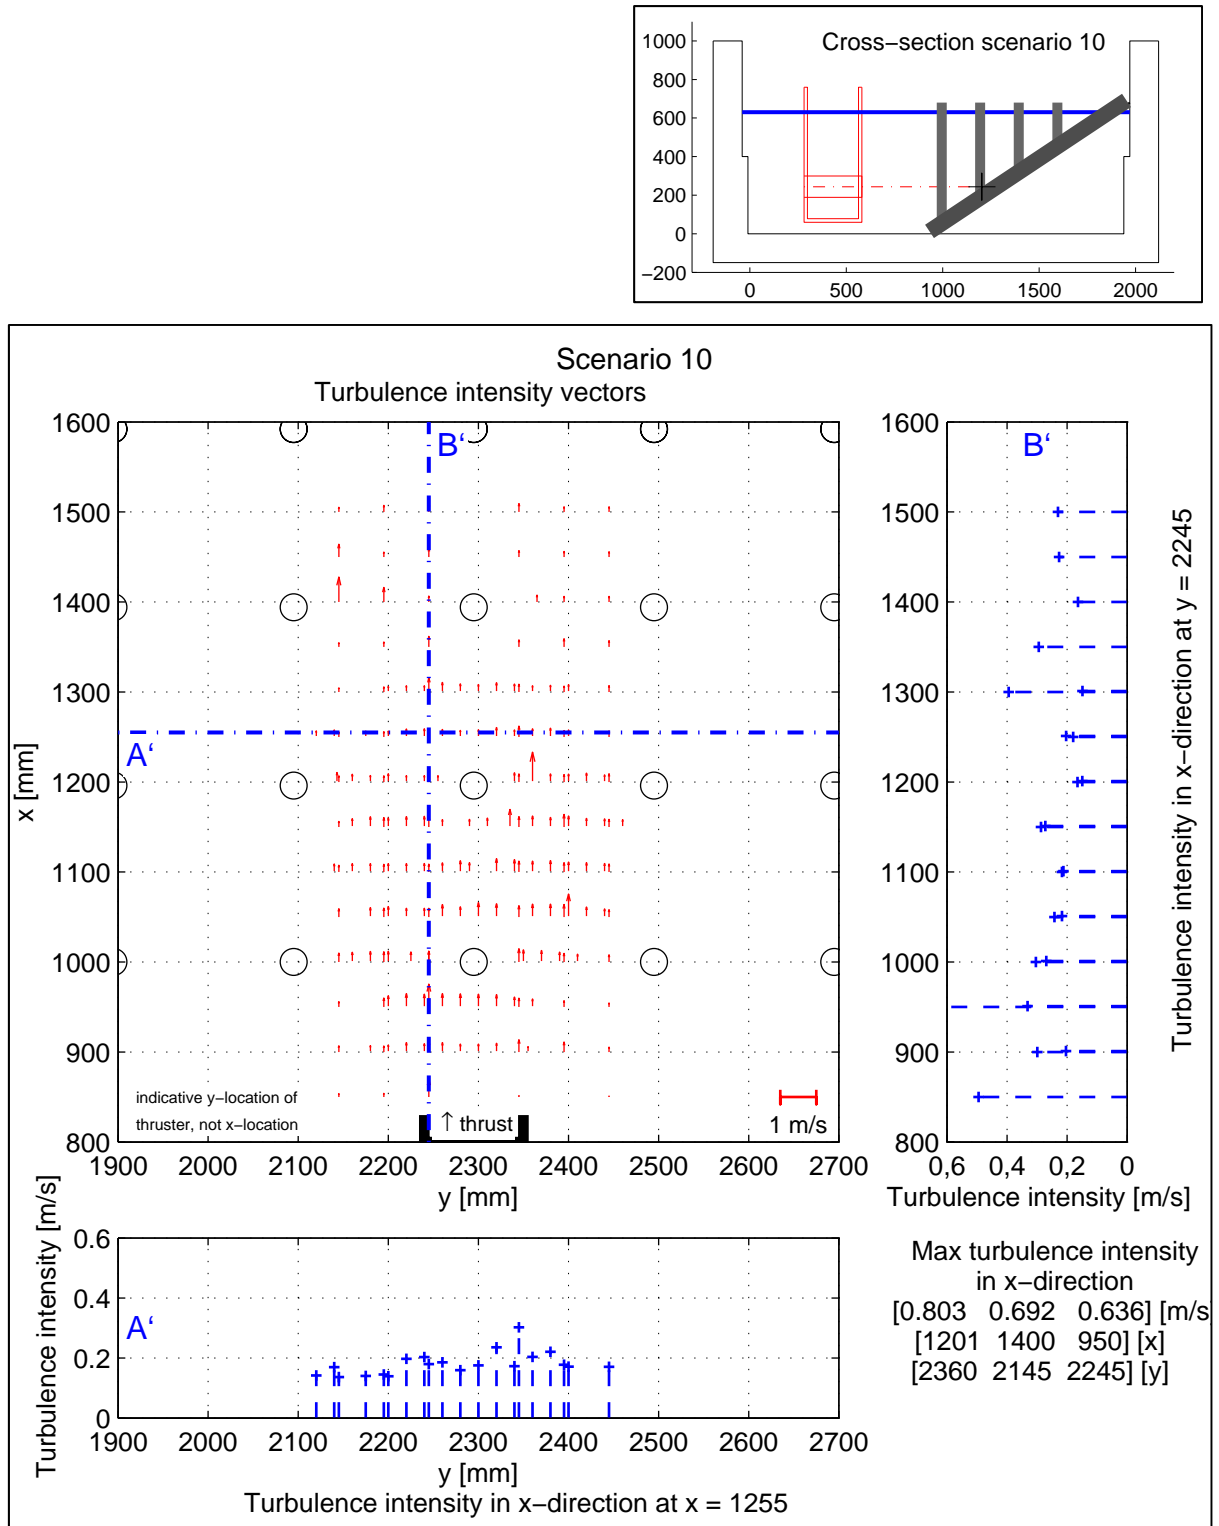 Cross−section scenario 10
1000
800
600
400
200
0
−200
0 500 1000 1500 2000
Scenario 10
Turbulence intensity vectors
1600
1500
1400
1300
1200
1100
1000
900
800
x [mm]
B‘
A‘
indicative y−location of
thruster, not x−location
↑ thrust
1 m/s
1900 2000 2100 2200 2300 2400 2500 2600 2700
y [mm]
B‘
1600
1500
1400
1300
1200
1100
1000
900
800
0,6 0,4 0,2 0
Turbulence intensity [m/s]
Turbulence intensity in x−direction at y = 2245
Turbulence intensity [m/s]
0.6
0.4
0.2
0
A‘
1900 2000 2100 2200 2300 2400 2500 2600 2700
y [mm]
Turbulence intensity in x−direction at x = 1255
Max turbulence intensity
in x−direction
[0.803 0.692 0.636] [m/s
[1201 1400 950] [x]
[2360 2145 2245] [y]